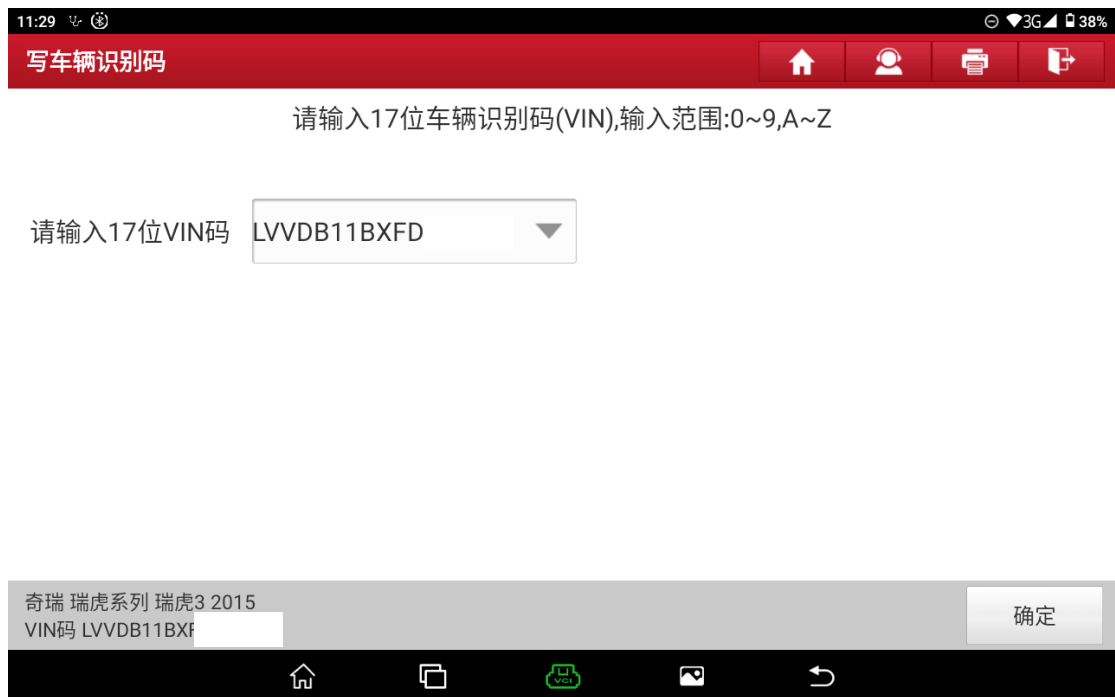 11:29 3G 38%
写车辆识别码
请输入17位车辆识别码(VIN),输入范围:0~9,A~Z
请输入17位VIN码 LVVDB11BXFD
奇瑞 瑞虎系列 瑞虎3 2015
VIN码 LVVDB11BXF
确定
VCI